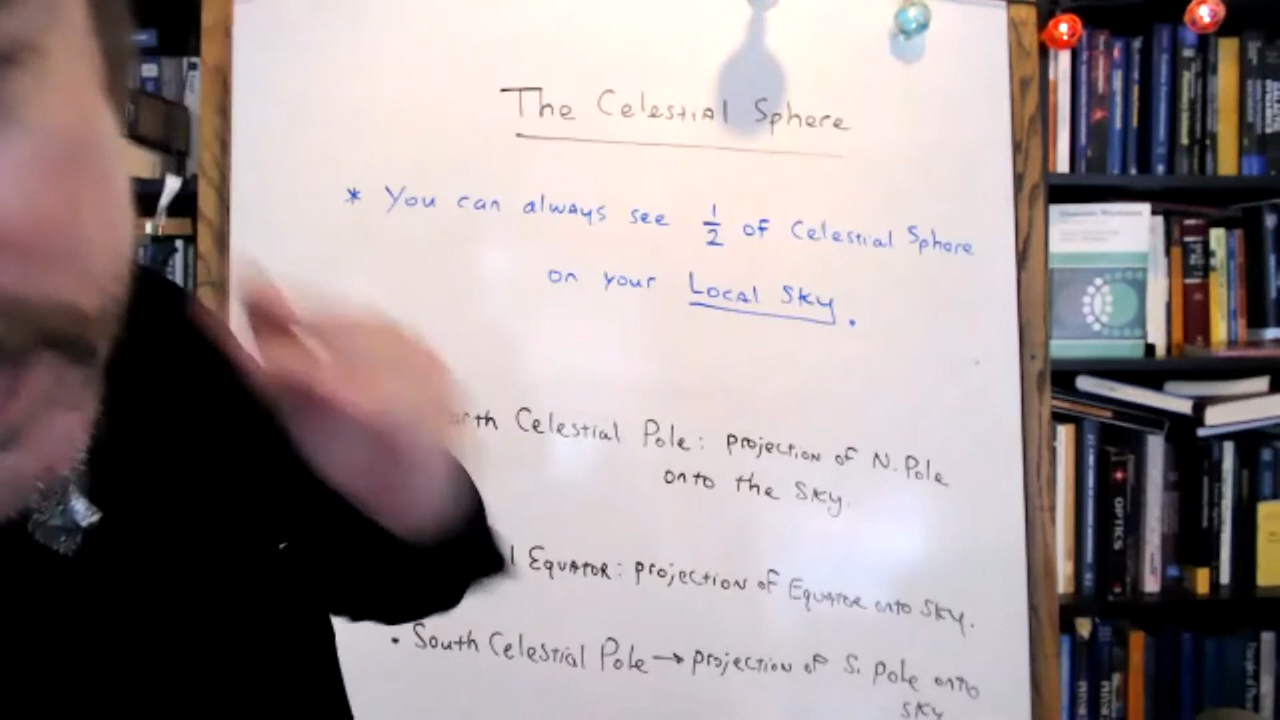 The Celestial Sphere
* You can always see 1/2 of Celestial Sphere
on your Local Sky.
Celestial Pole: projection of N. Pole
onto the sky.
Equator: projection of Equator onto sky.
• South Celestial Pole → projection of S. pole onto
sky
OPTICS